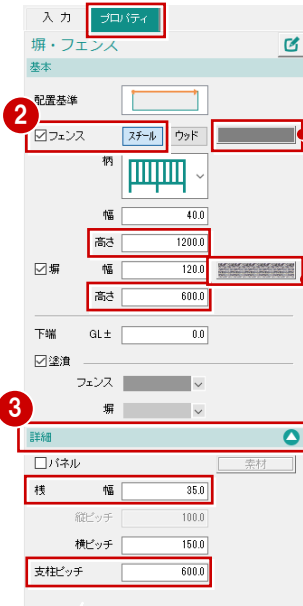 入 力 プロパティ
塀・フェンス
基本
配置基準
2
☑フェンス スチール ウッド
柄
幅 40.0
高さ 1200.0
☑塀 幅 120.0
高さ 600.0
下端 GL± 0.0
☑塗潰
フェンス
塀
3
詳細
□パネル 素材
桟 幅 35.0
縦ピッチ 100.0
横ピッチ 150.0
支柱ピッチ 600.0